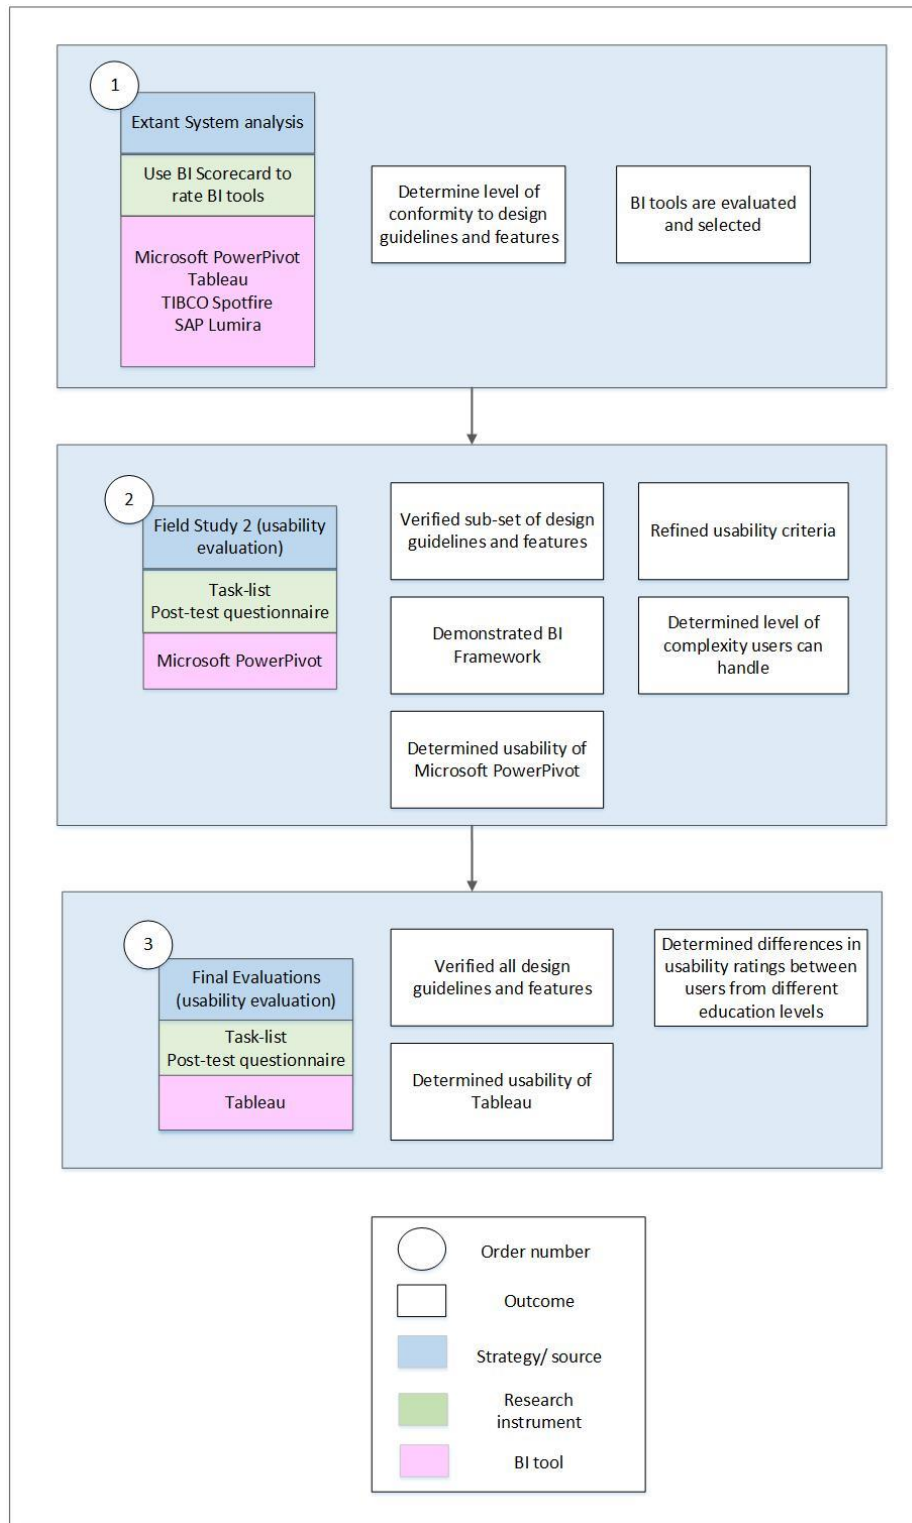 1
Extant System analysis
Use BI Scorecard to
rate BI tools
Microsoft PowerPivot
Tableau
TIBCO Spotfire
SAP Lumira
Determine level of
conformity to design
guidelines and features
BI tools are evaluated
and selected
2
Field Study 2 (usability
evaluation)
Task-list
Post-test questionnaire
Microsoft PowerPivot
Verified sub-set of design
guidelines and features
Refined usability criteria
Demonstrated BI
Framework
Determined level of
complexity users can
handle
Determined usability of
Microsoft PowerPivot
3
Final Evaluations
(usability evaluation)
Task-list
Post-test questionnaire
Tableau
Verified all design
guidelines and features
Determined differences in
usability ratings between
users from different
education levels
Determined usability of
Tableau
Order number
Outcome
Strategy/ source
Research
instrument
BI tool